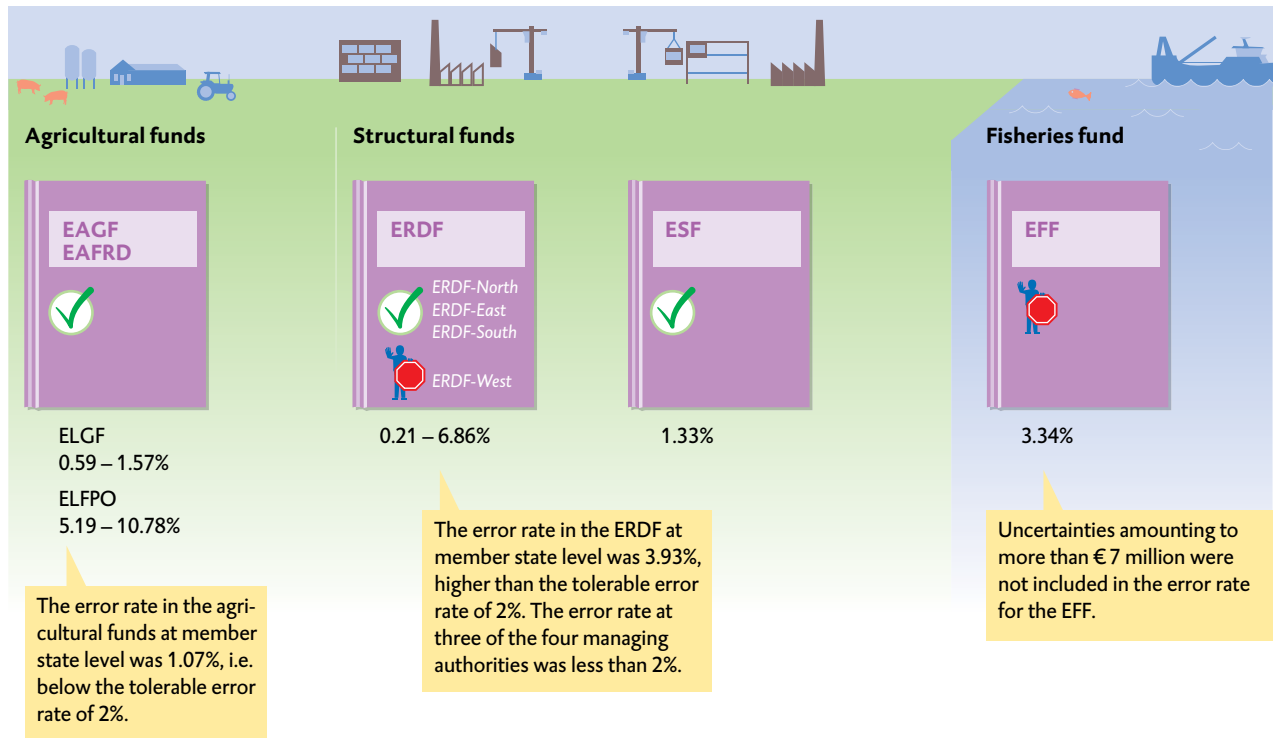 Agricultural funds
EAGF
EAFRD
ELGF
0.59 – 1.57%
ELFPO
5.19 – 10.78%
The error rate in the agri-
cultural funds at member
state level was 1.07%, i.e.
below the tolerable error
rate of 2%.
Structural funds
ERDF
ERDF-North
ERDF-East
ERDF-South
ERDF-West
0.21 – 6.86%
The error rate in the ERDF at
member state level was 3.93%,
higher than the tolerable error
rate of 2%. The error rate at
three of the four managing
authorities was less than 2%.
ESF
1.33%
Fisheries fund
EFF
3.34%
Uncertainties amounting to
more than € 7 million were
not included in the error rate
for the EFF.